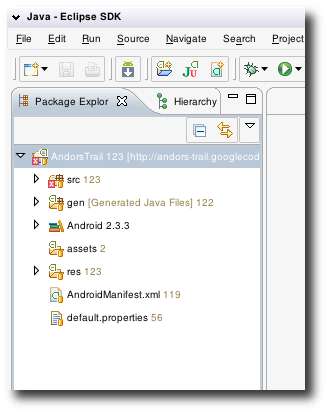 Java - Eclipse SDK
File Edit Run Source Navigate Search Project
Package Explor Hierarchy
AndorsTrail 123 [http://andors-trail.googlecod
src 123
gen [Generated Java Files] 122
Android 2.3.3
assets 2
res 123
AndroidManifest.xml 119
default.properties 56